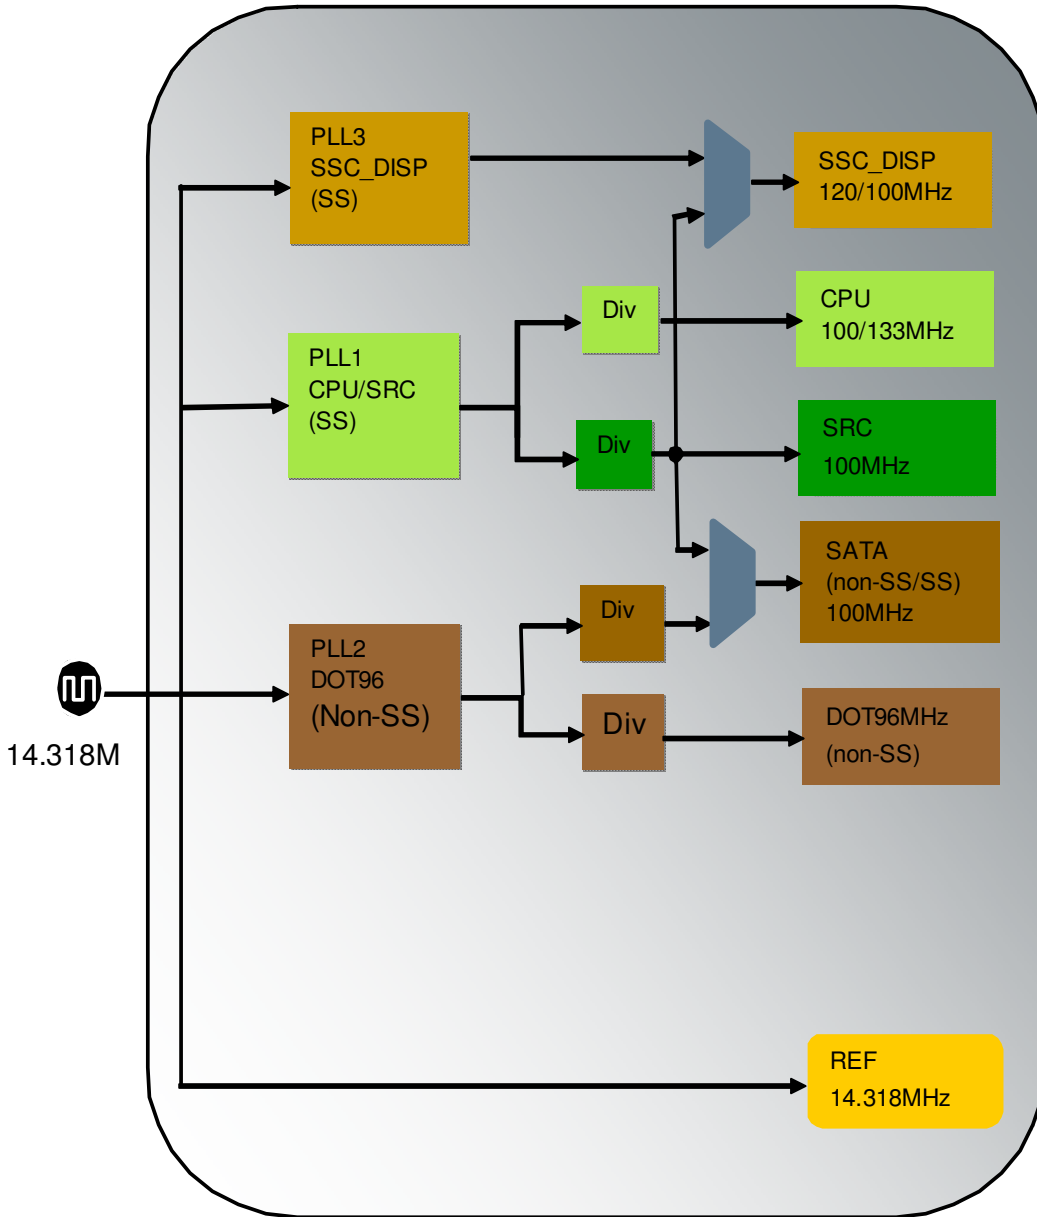 PLL3
SSC_DISP
(SS)
SSC_DISP
120/100MHz
Div
CPU
100/133MHz
PLL1
CPU/SRC
(SS)
Div
SRC
100MHz
SATA
(non-SS/SS)
100MHz
Div
PLL2
DOT96
(Non-SS)
Div
DOT96MHz
(non-SS)
14.318M
REF
14.318MHz